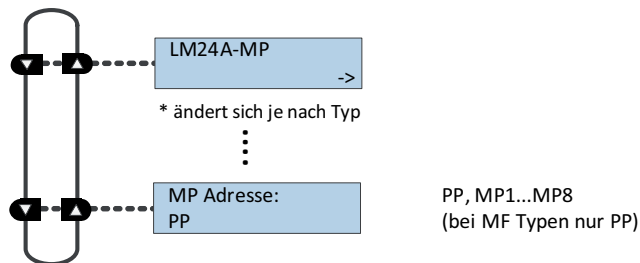 LM24A-MP
->
* ändert sich je nach Typ
MP Adresse:
PP
PP, MP1...MP8
(bei MF Typen nur PP)